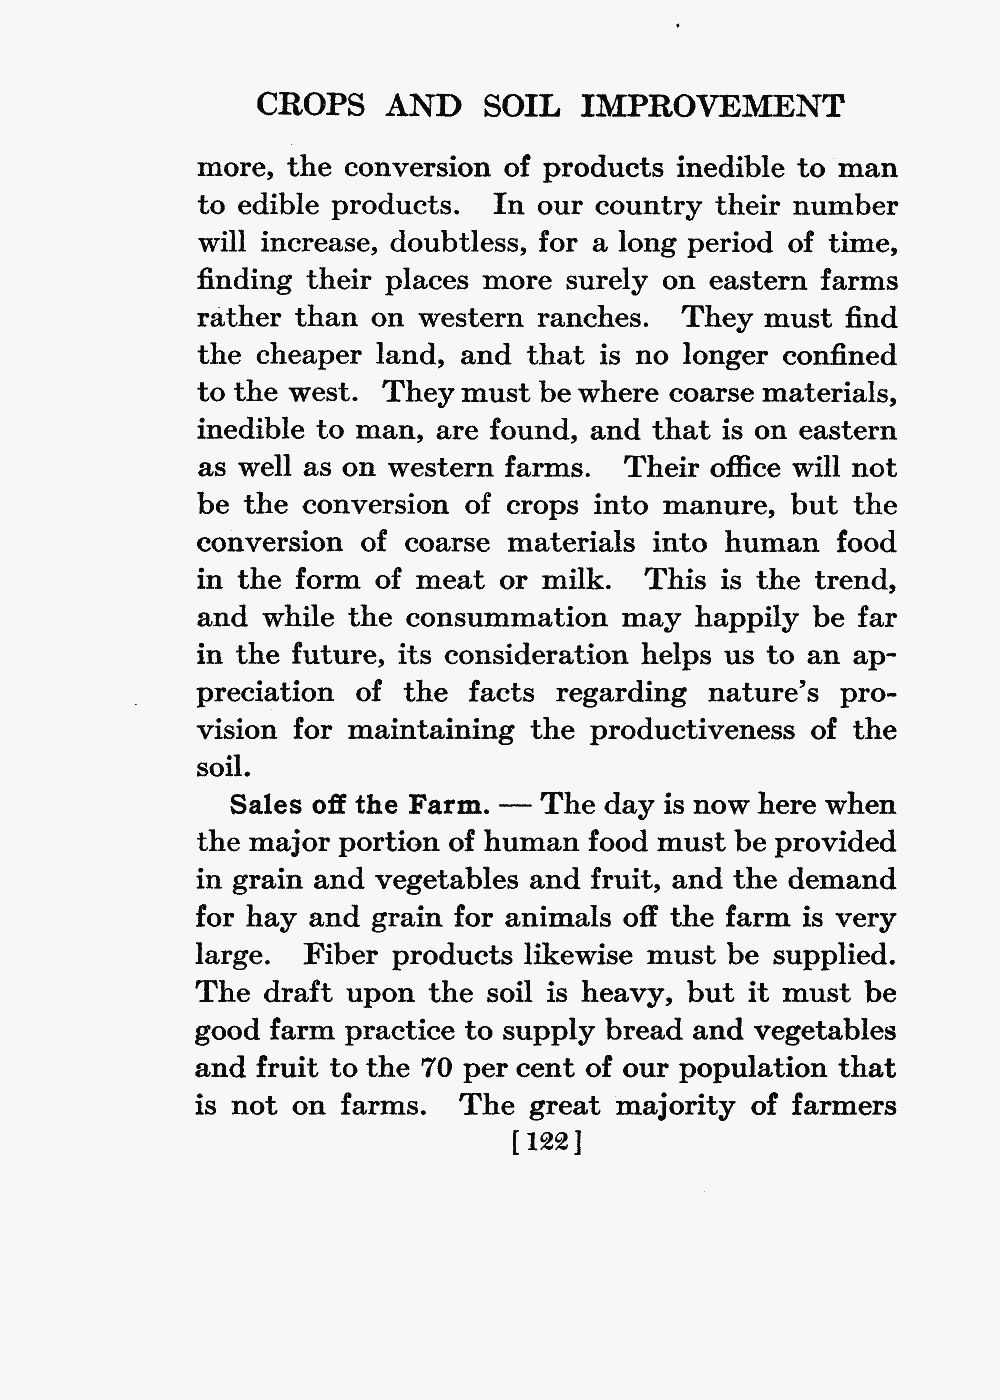 CROPS AND SOIL IMPROVEMENT
more, the conversion of products inedible to man
to edible products. In our country their number
will increase, doubtless, for a long period of time,
finding their places more surely on eastern farms
rather than on western ranches. They must find
the cheaper land, and that is no longer confined
to the west. They must be where coarse materials,
inedible to man, are found, and that is on eastern
as well as on western farms. Their office will not
be the conversion of crops into manure, but the
conversion of coarse materials into human food
in the form of meat or milk. This is the trend,
and while the consummation may happily be far
in the future, its consideration helps us to an ap-
preciation of the facts regarding nature's pro-
vision for maintaining the productiveness of the
soil.
Sales off the Farm. — The day is now here when
the major portion of human food must be provided
in grain and vegetables and fruit, and the demand
for hay and grain for animals off the farm is very
large. Fiber products likewise must be supplied.
The draft upon the soil is heavy, but it must be
good farm practice to supply bread and vegetables
and fruit to the 70 per cent of our population that
is not on farms. The great majority of farmers
[122]